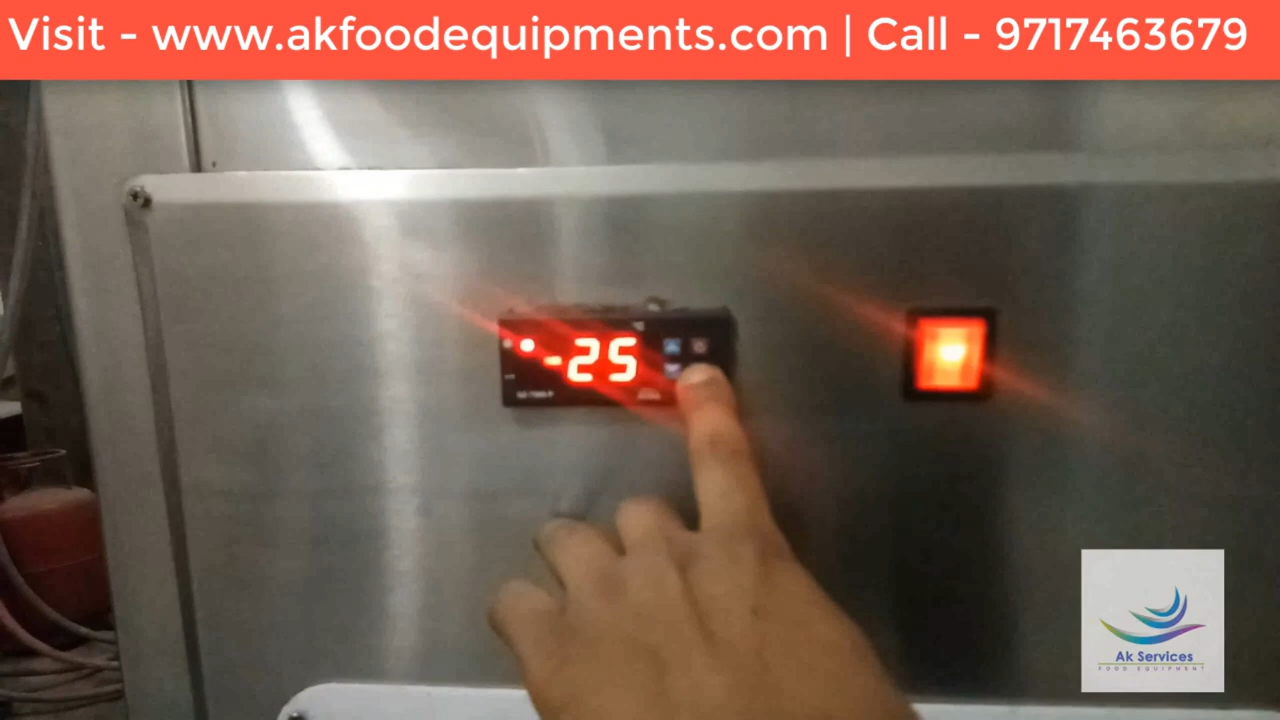 Visit - www.akfoodequipments.com | Call - 9717463679
-25
Ak Services
FOOD EQUIPMENT